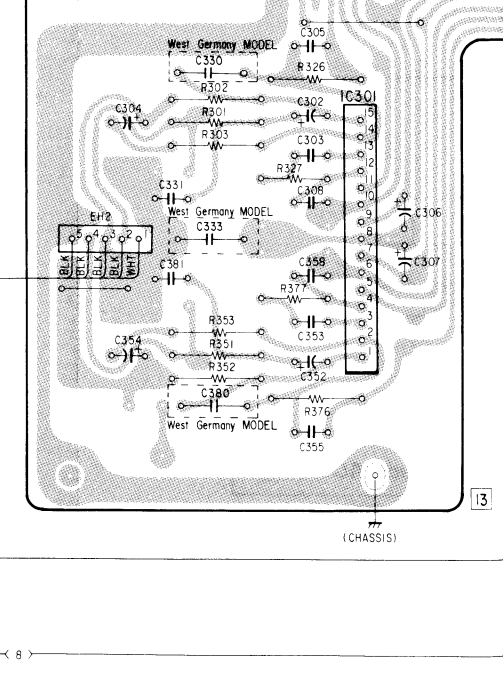 C305
West Germany MODEL
C330
R326
R302
IC301
C304
C302
R301
R303
15
14
13
12
11
10
9
8
7
6
5
4
3
2
1
C303
R327
C331
C308
West Germany MODEL
C333
C306
EH2
5 4 3 2
BLK BLK BLK BLK WHT
C381
C358
C307
R377
R353
C353
C354
R351
R352
C352
C380
West Germany MODEL
R376
C355
13
(CHASSIS)
8